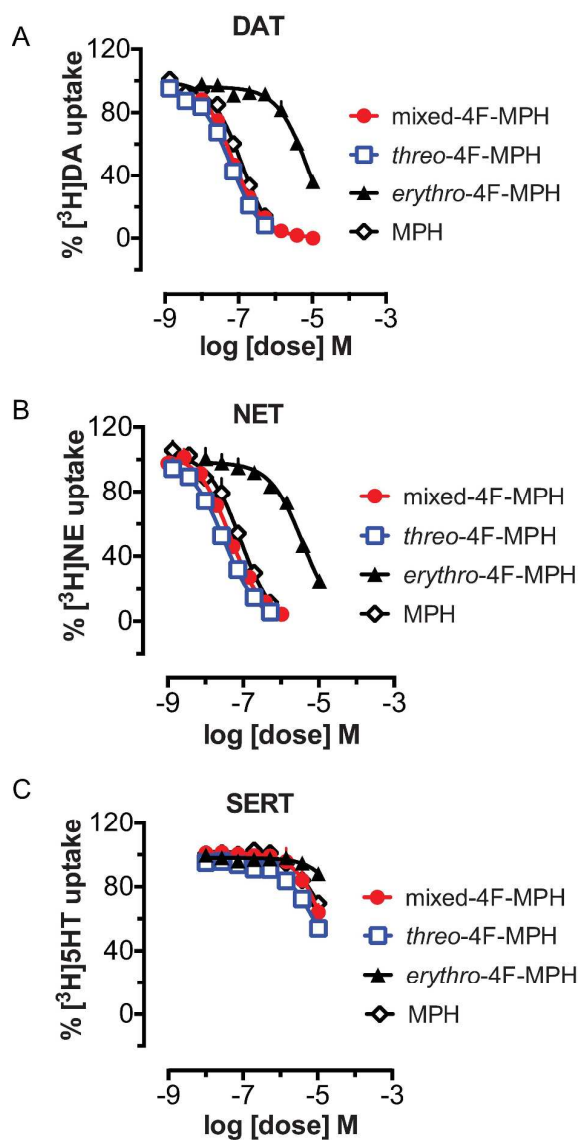 A
DAT
120
80
40
0
% [³H]DA uptake
mixed-4F-MPH
threo-4F-MPH
erythro-4F-MPH
MPH
-9 -7 -5 -3
log [dose] M
B
NET
120
80
40
0
% [³H]NE uptake
mixed-4F-MPH
threo-4F-MPH
erythro-4F-MPH
MPH
-9 -7 -5 -3
log [dose] M
C
SERT
120
80
40
0
% [³H]5HT uptake
mixed-4F-MPH
threo-4F-MPH
erythro-4F-MPH
MPH
-9 -7 -5 -3
log [dose] M